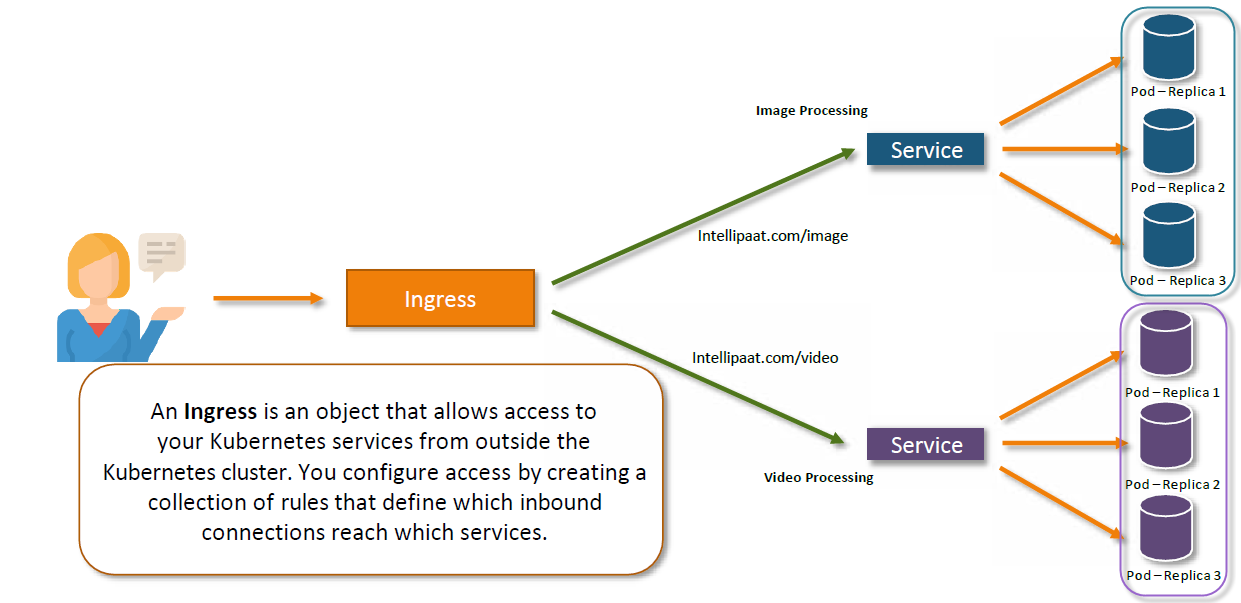 Pod – Replica 1
Image Processing
Service
Pod – Replica 2
Intellipaat.com/image
Pod – Replica 3
Ingress
Intellipaat.com/video
Pod – Replica 1
An Ingress is an object that allows access to
your Kubernetes services from outside the
Kubernetes cluster. You configure access by creating a
collection of rules that define which inbound
connections reach which services.
Service
Video Processing
Pod – Replica 2
Pod – Replica 3